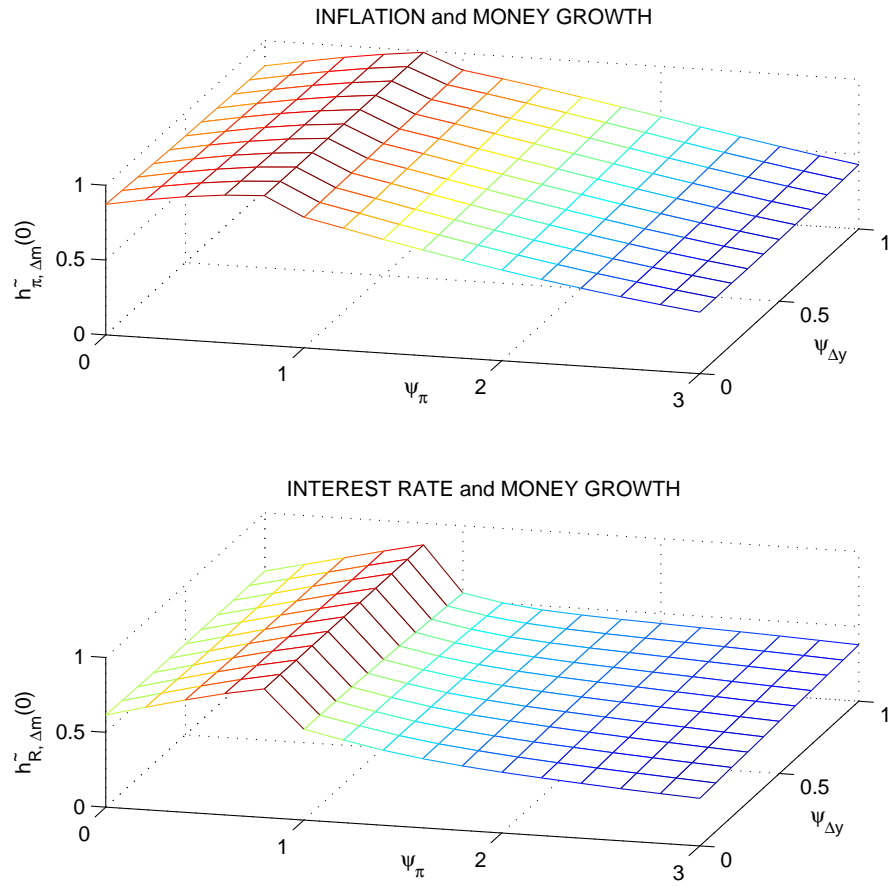 INFLATION and MONEY GROWTH
1
0.5
0
h̃π, Δm(0)
0
1
2
3
ψπ
0
0.5
1
ψΔy
INTEREST RATE and MONEY GROWTH
1
0.5
0
h̃R, Δm(0)
0
1
2
3
ψπ
0
0.5
1
ψΔy